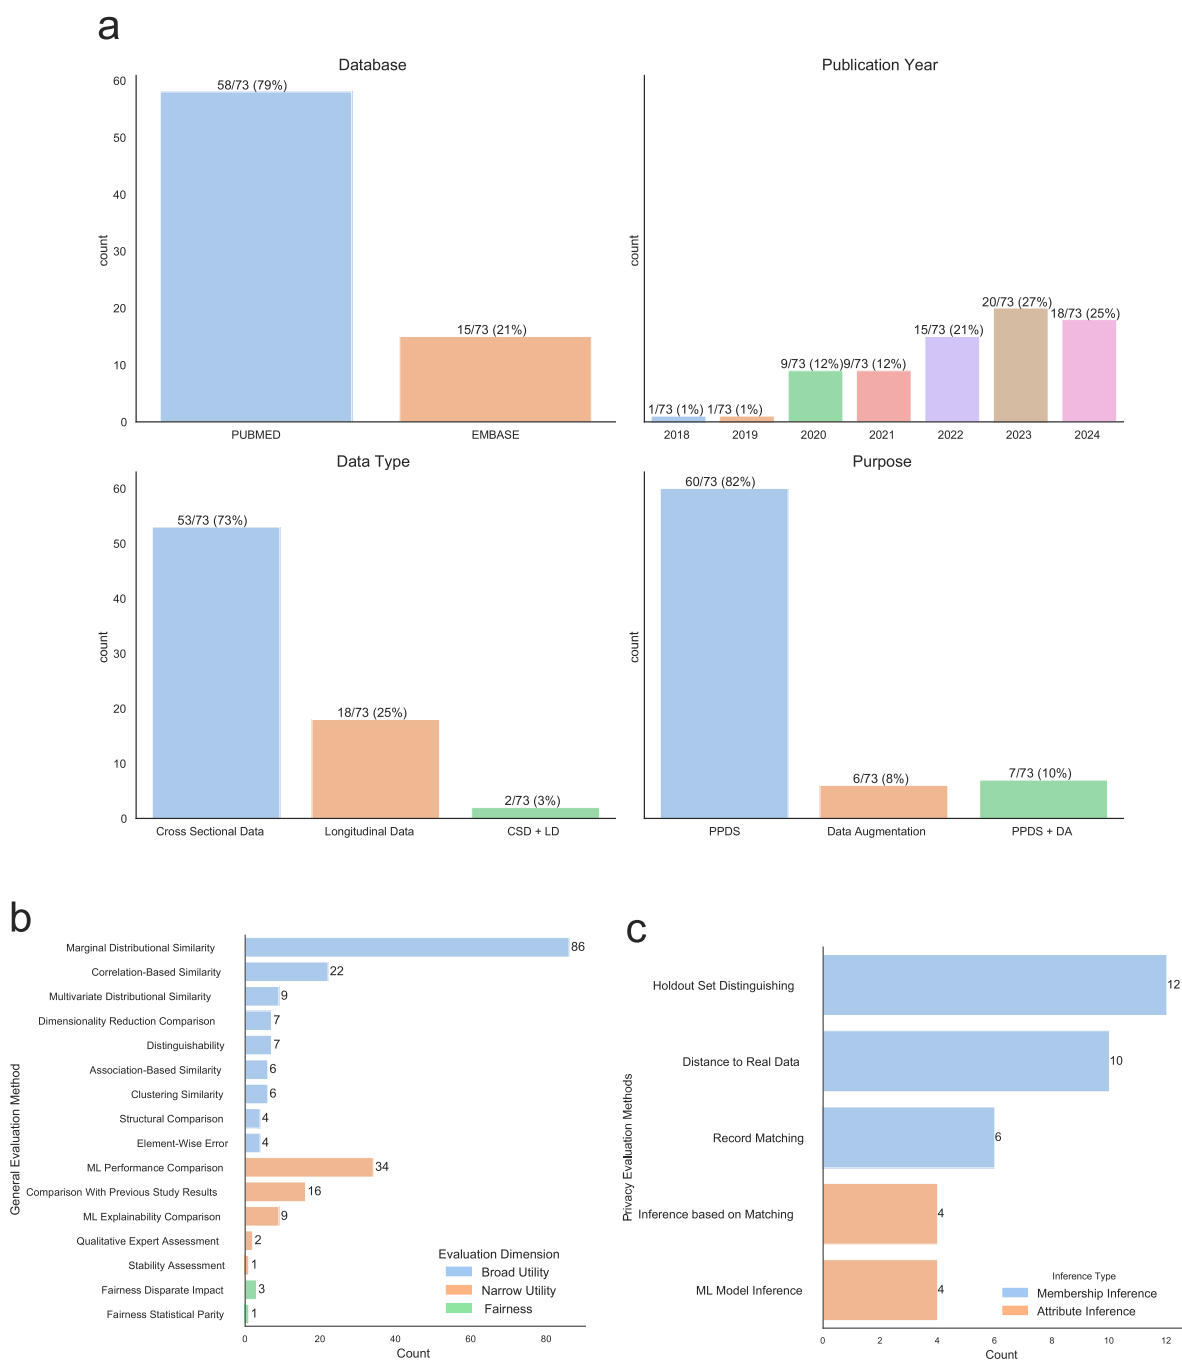 a
Database
60
50
40
30
20
10
0
count
58/73 (79%)
15/73 (21%)
PUBMED
EMBASE
Publication Year
count
1/73 (1%)
1/73 (1%)
9/73 (12%)
9/73 (12%)
15/73 (21%)
20/73 (27%)
18/73 (25%)
2018
2019
2020
2021
2022
2023
2024
Data Type
60
50
40
30
20
10
0
count
53/73 (73%)
18/73 (25%)
2/73 (3%)
Cross Sectional Data
Longitudinal Data
CSD + LD
Purpose
count
60/73 (82%)
6/73 (8%)
7/73 (10%)
PPDS
Data Augmentation
PPDS + DA
b
General Evaluation Method
Marginal Distributional Similarity 86
Correlation-Based Similarity 22
Multivariate Distributional Similarity 9
Dimensionality Reduction Comparison 7
Distinguishability 7
Association-Based Similarity 6
Clustering Similarity 6
Structural Comparison 4
Element-Wise Error 4
ML Performance Comparison 34
Comparison With Previous Study Results 16
ML Explainability Comparison 9
Qualitative Expert Assessment 2
Stability Assessment 1
Fairness Disparate Impact 3
Fairness Statistical Parity 1
Evaluation Dimension
Broad Utility
Narrow Utility
Fairness
0 20 40 60 80
Count
c
Privacy Evaluation Methods
Holdout Set Distinguishing 12
Distance to Real Data 10
Record Matching 6
Inference based on Matching 4
ML Model Inference 4
Inference Type
Membership Inference
Attribute Inference
0 2 4 6 8 10 12
Count